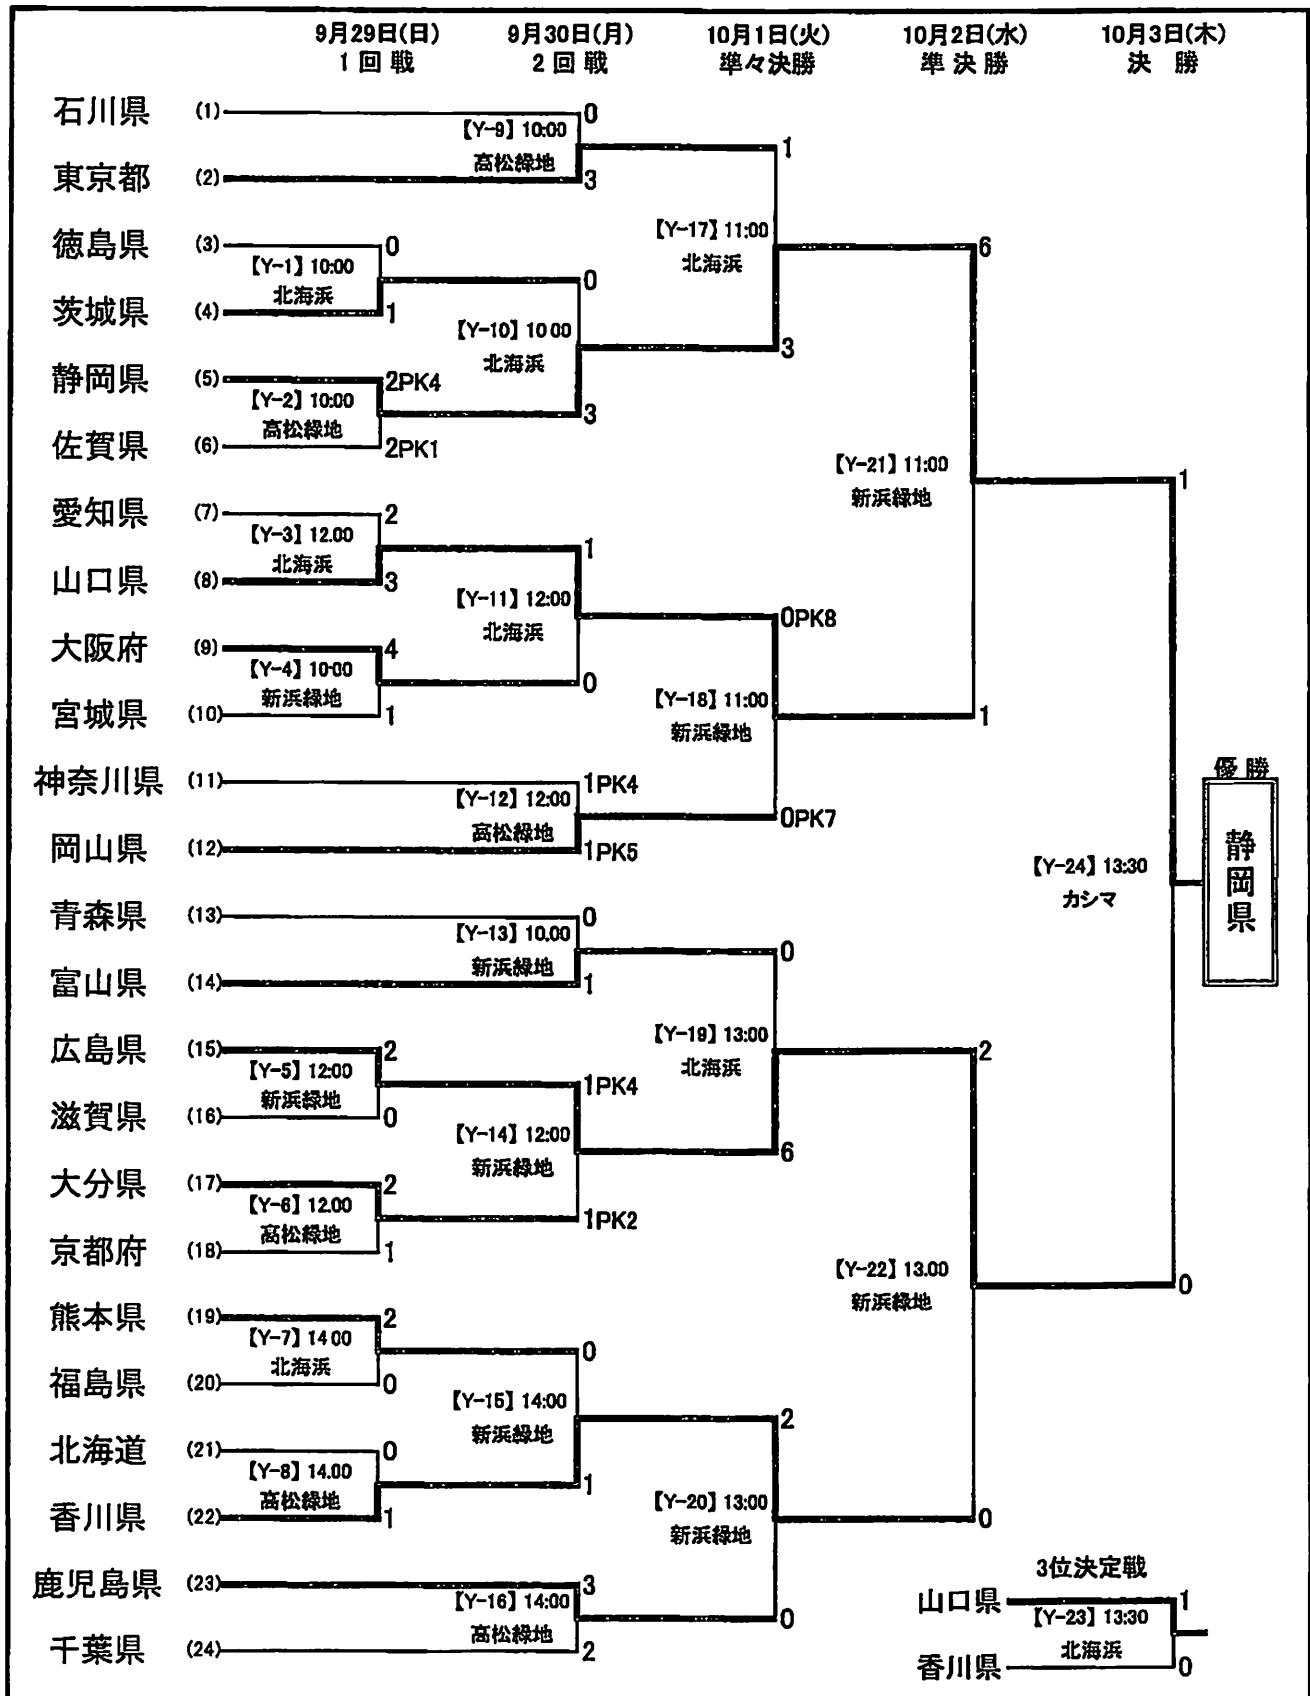 9月29日(日) 9月30日(月) 10月1日(火) 10月2日(水) 10月3日(木)
1回戦 2回戦 準々決勝 準決勝 決勝
石川県 (1) 0
【Y-9】 10:00
高松緑地
1
東京都 (2) 3
徳島県 (3) 0
【Y-17】 11:00
北海浜
6
【Y-1】 10:00
北海浜
0
茨城県 (4) 1
【Y-10】 10 00
北海浜
3
静岡県 (5) 2PK4
【Y-2】 10:00
高松緑地
3
佐賀県 (6) 2PK1
【Y-21】 11:00
新浜緑地
1
愛知県 (7) 2
【Y-3】 12.00
北海浜
1
山口県 (8) 3
【Y-11】 12:00
北海浜
0PK8
大阪府 (9) 4
【Y-4】 10:00
新浜緑地
0
【Y-18】 11:00
新浜緑地
1
宮城県 (10) 1
神奈川県 (11) 1PK4
【Y-12】 12:00
高松緑地
0PK7
岡山県 (12) 1PK5
優勝
静岡県
【Y-24】 13:30
カシマ
青森県 (13) 0
【Y-13】 10.00
新浜緑地
0
富山県 (14) 1
【Y-19】 13:00
北海浜
2
広島県 (15) 2
【Y-5】 12:00
新浜緑地
1PK4
滋賀県 (16) 0
【Y-14】 12:00
新浜緑地
6
大分県 (17) 2
【Y-6】 12.00
高松緑地
1PK2
京都府 (18) 1
【Y-22】 13.00
新浜緑地
0
熊本県 (19) 2
【Y-7】 14 00
北海浜
0
福島県 (20) 0
【Y-15】 14:00
新浜緑地
2
北海道 (21) 0
【Y-8】 14.00
高松緑地
1
香川県 (22) 1
【Y-20】 13:00
新浜緑地
0
鹿児島県 (23) 3
【Y-16】 14:00
高松緑地
0
千葉県 (24) 2
3位決定戦
山口県 1
【Y-23】 13:30
北海浜
香川県 0